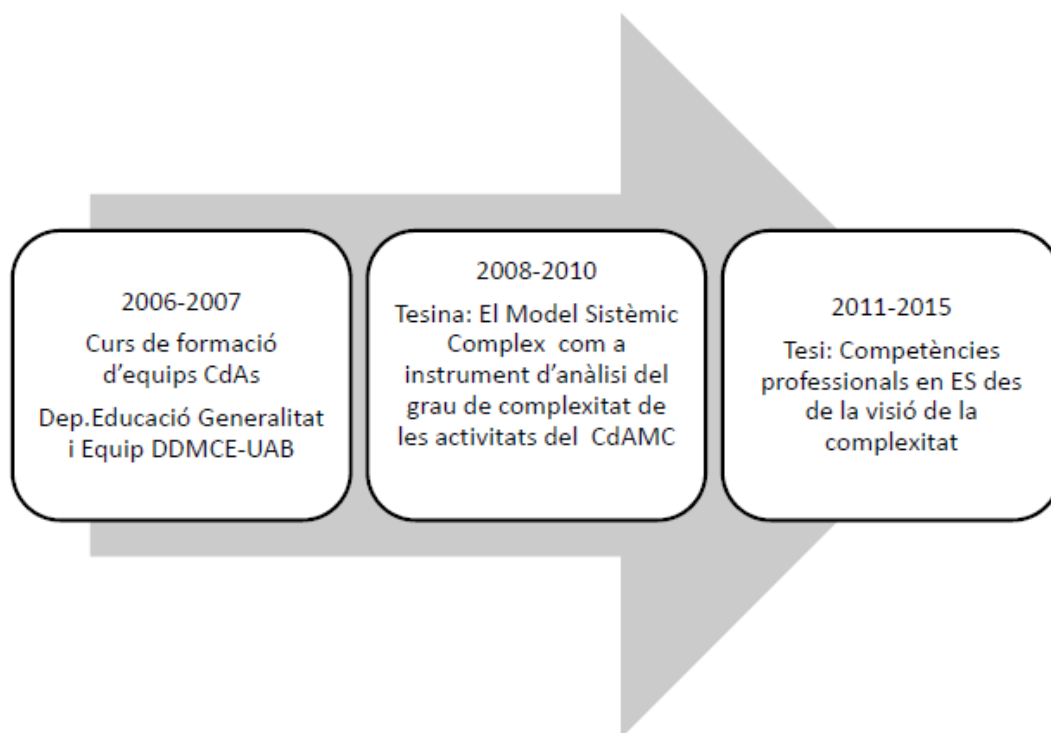 2006-2007
Curs de formació
d'equips CdAs
Dep.Educació Generalitat
i Equip DDMCE-UAB
2008-2010
Tesina: El Model Sistèmic
Complex com a
instrument d'anàlisi del
grau de complexitat de
les activitats del CdAMC
2011-2015
Tesi: Competències
professionals en ES des
de la visió de la
complexitat